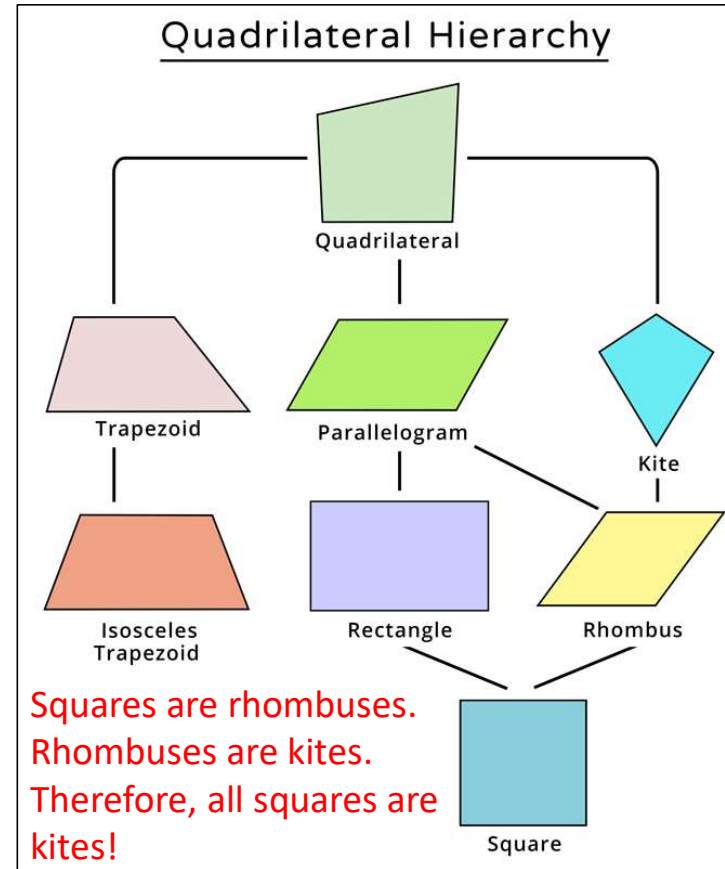 Quadrilateral Hierarchy
Quadrilateral
Trapezoid
Parallelogram
Kite
Isosceles
Trapezoid
Rectangle
Rhombus
Squares are rhombuses.
Rhombuses are kites.
Therefore, all squares are
kites!
Square